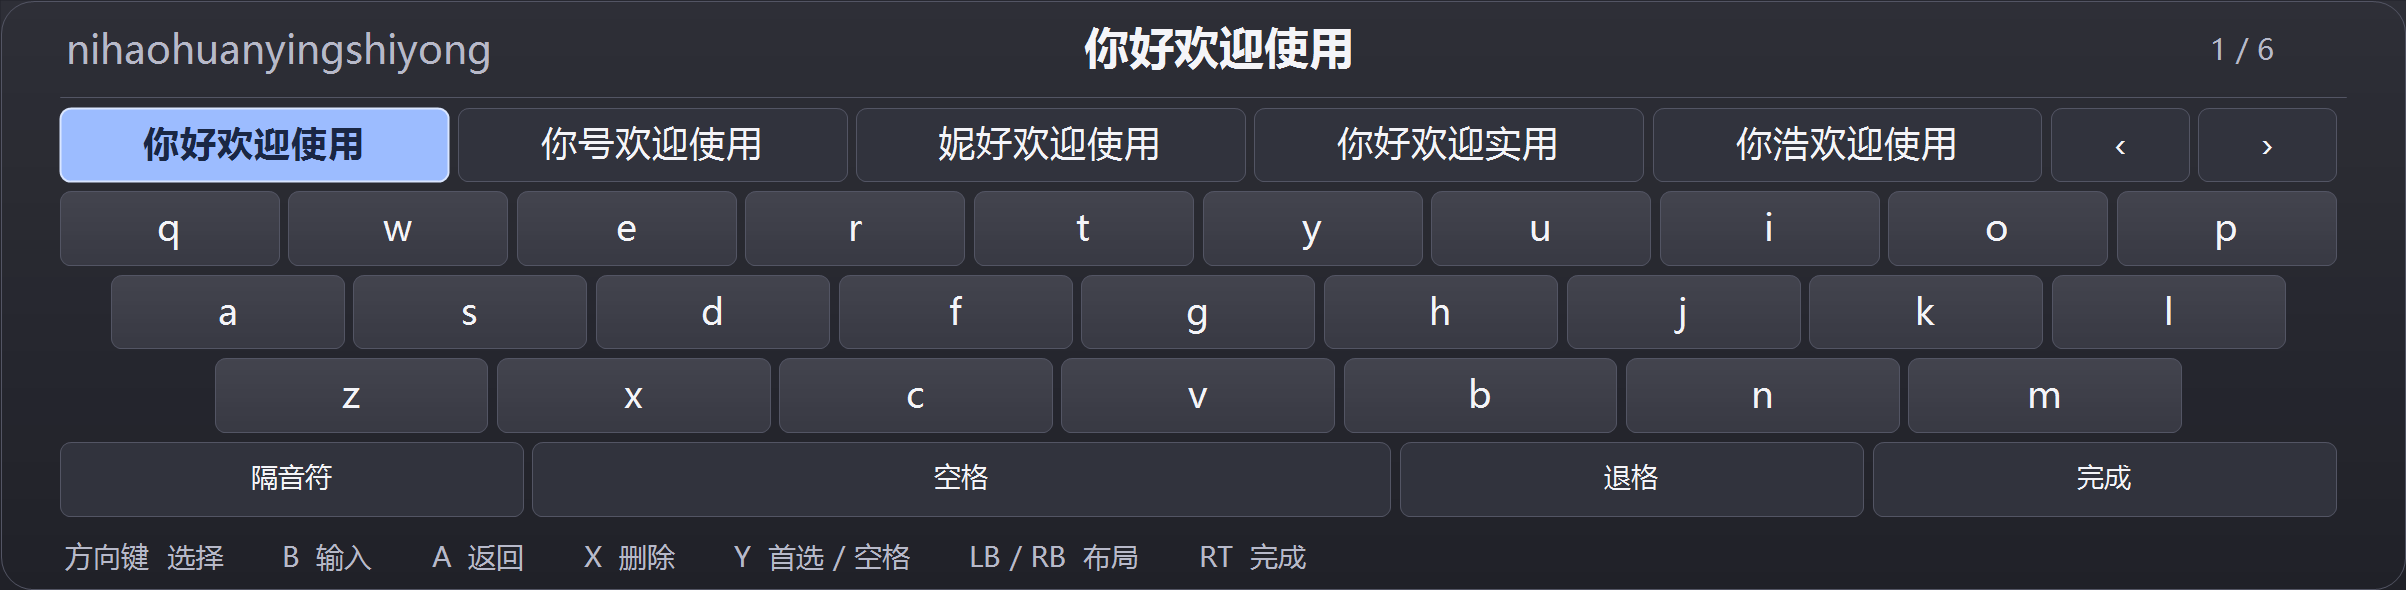 nihaohuanyingshiyong 你好欢迎使用 1 / 6
你好欢迎使用 你号欢迎使用 妮好欢迎使用 你好欢迎实用 你浩欢迎使用 ‹ ›
q w e r t y u i o p
a s d f g h j k l
z x c v b n m
隔音符 空格 退格 完成
方向键 选择 B 输入 A 返回 X 删除 Y 首选 / 空格 LB / RB 布局 RT 完成